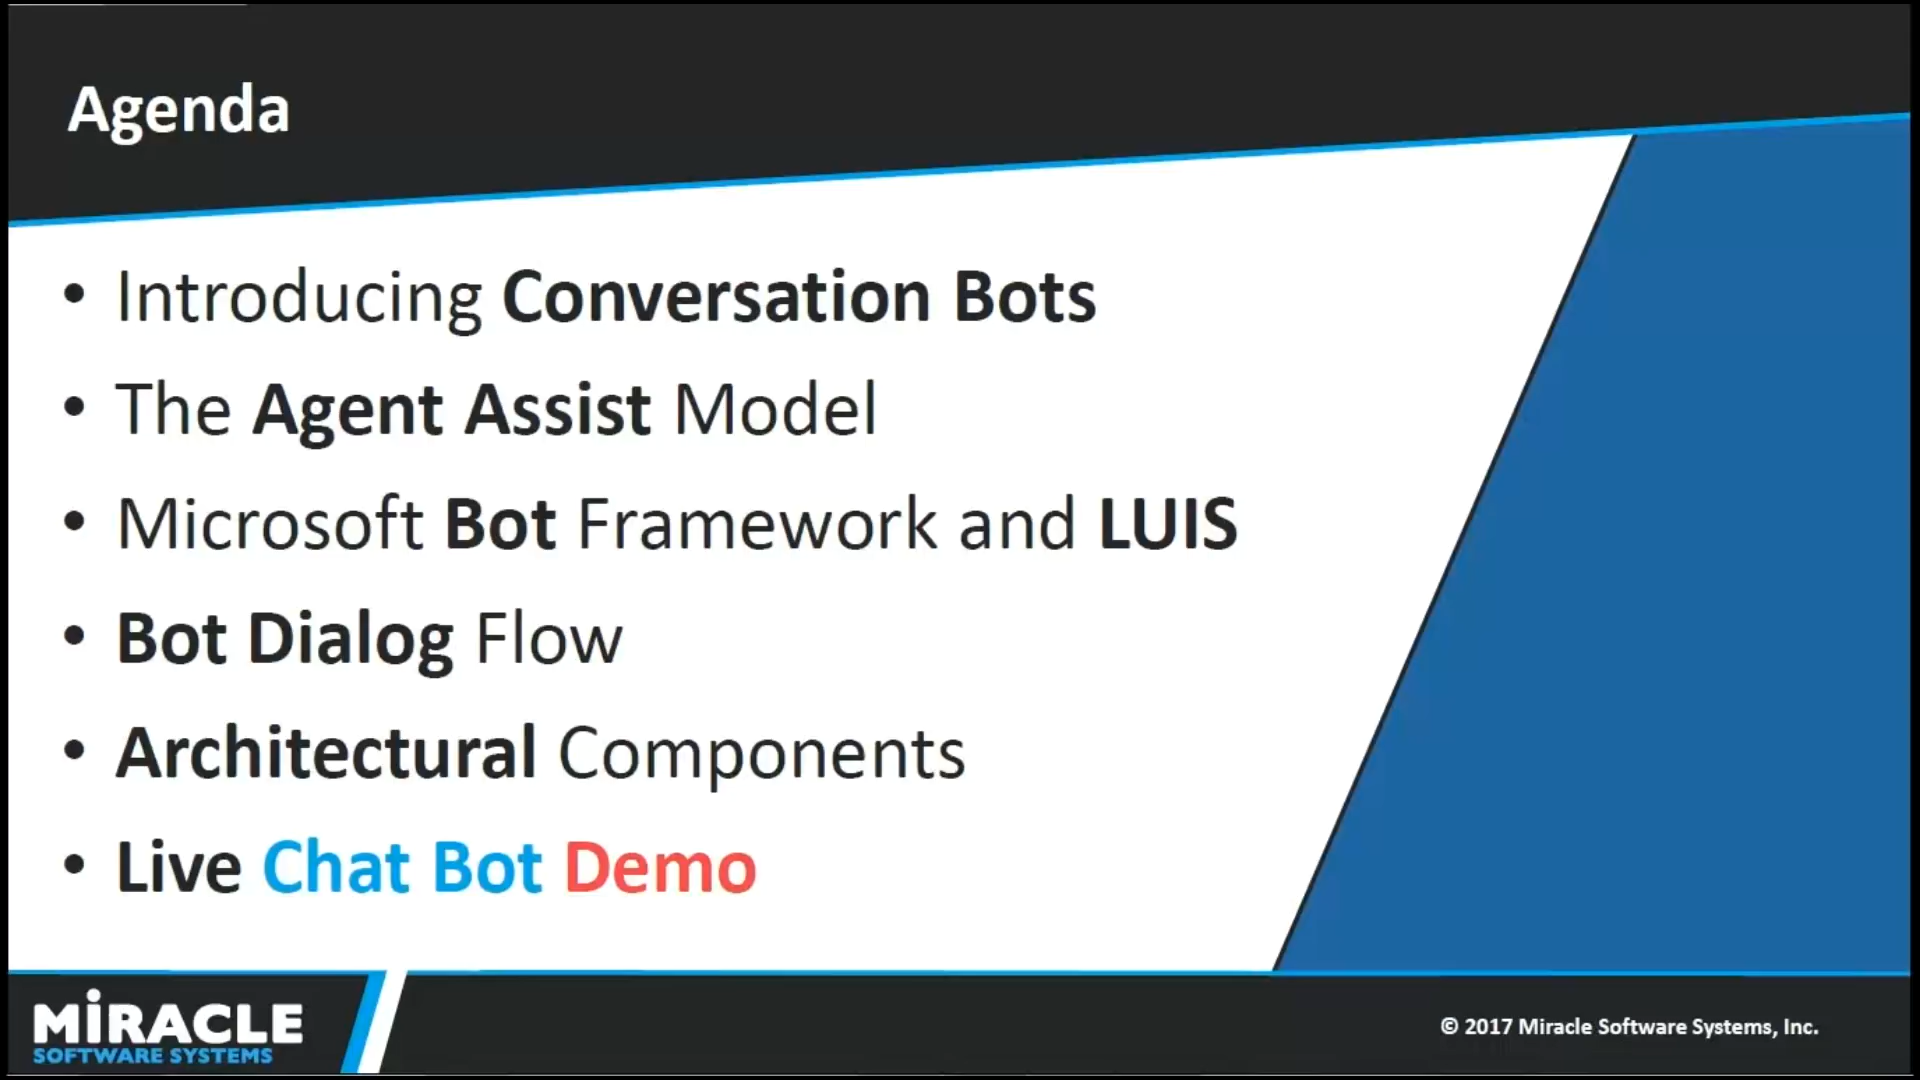 Agenda
• Introducing Conversation Bots
• The Agent Assist Model
• Microsoft Bot Framework and LUIS
• Bot Dialog Flow
• Architectural Components
• Live Chat Bot Demo
MiRACLE
SOFTWARE SYSTEMS
© 2017 Miracle Software Systems, Inc.